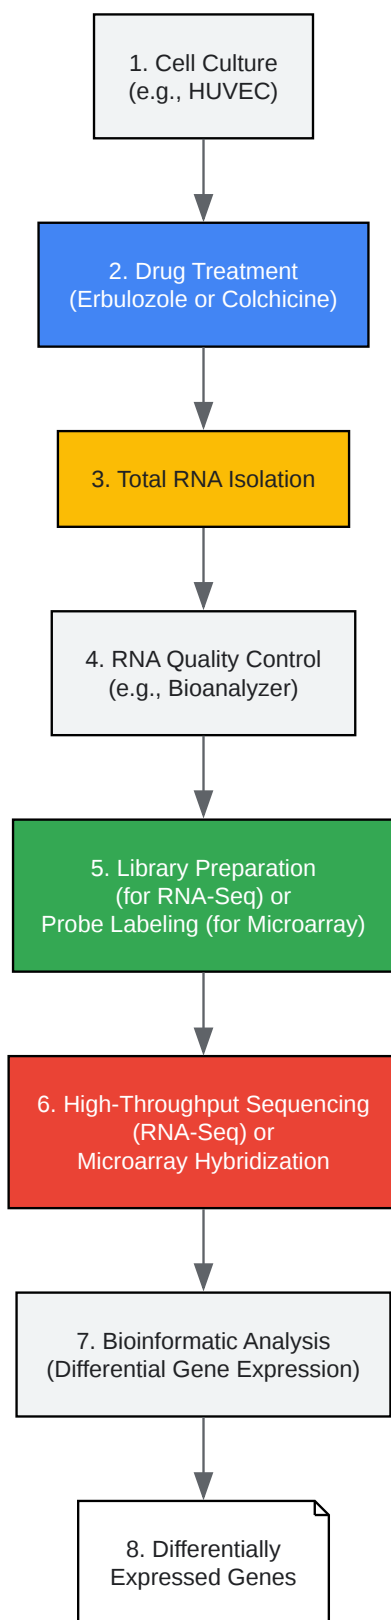 1. Cell Culture
(e.g., HUVEC)
2. Drug Treatment
(Erbulozole or Colchicine)
3. Total RNA Isolation
4. RNA Quality Control
(e.g., Bioanalyzer)
5. Library Preparation
(for RNA-Seq) or
Probe Labeling (for Microarray)
6. High-Throughput Sequencing
(RNA-Seq) or
Microarray Hybridization
7. Bioinformatic Analysis
(Differential Gene Expression)
8. Differentially
Expressed Genes